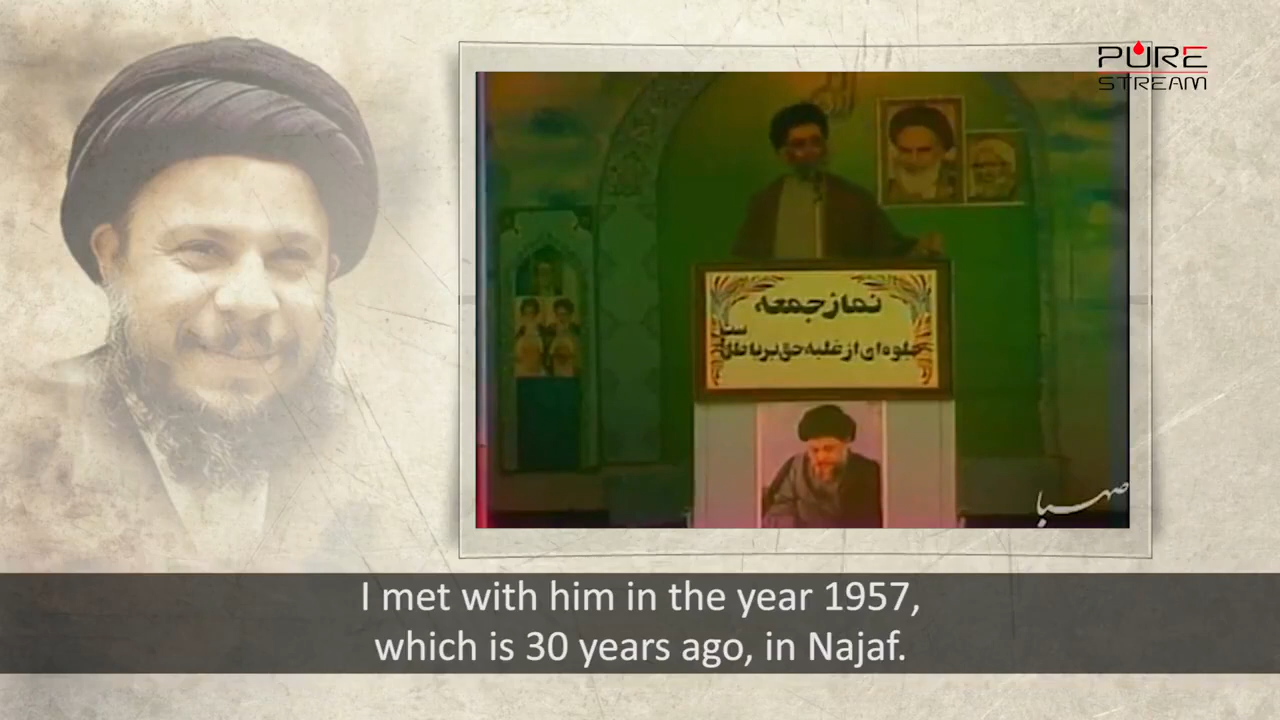 PURE
STREAM
نماز جمعه
جلوه‌ای از غلبه حق بر باطل است
صهبا
I met with him in the year 1957,
which is 30 years ago, in Najaf.